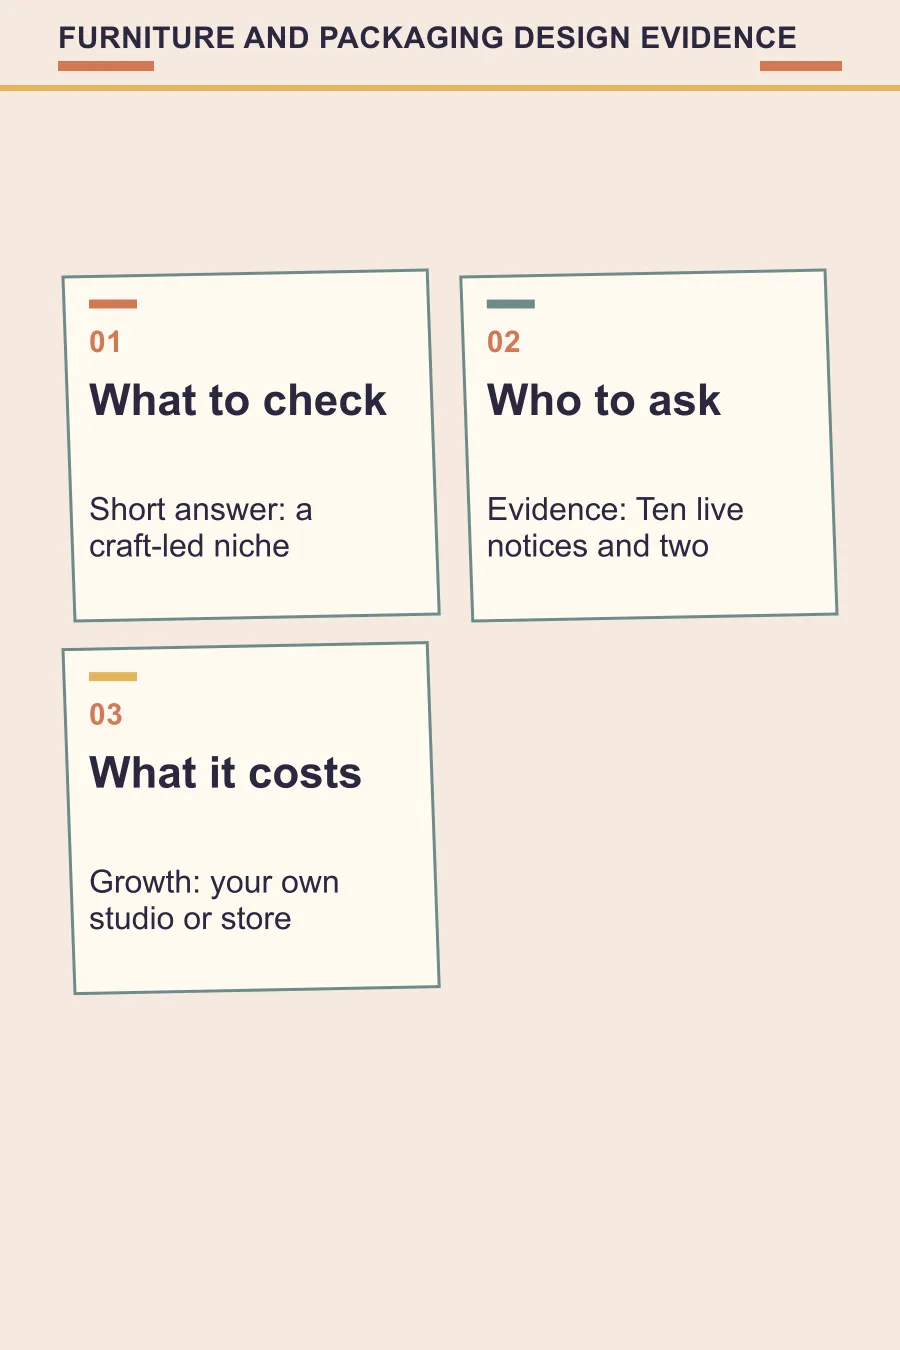 FURNITURE AND PACKAGING DESIGN EVIDENCE
01
What to check
Short answer: a
craft-led niche
02
Who to ask
Evidence: Ten live
notices and two
03
What it costs
Growth: your own
studio or store